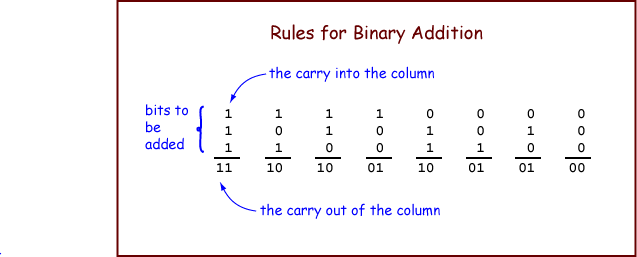 Rules for Binary Addition
the carry into the column
bits to
be
added
1 1 1 1 0 0 0 0
1 0 1 0 1 0 1 0
1 1 0 0 1 1 0 0
11 10 10 01 10 01 01 00
the carry out of the column